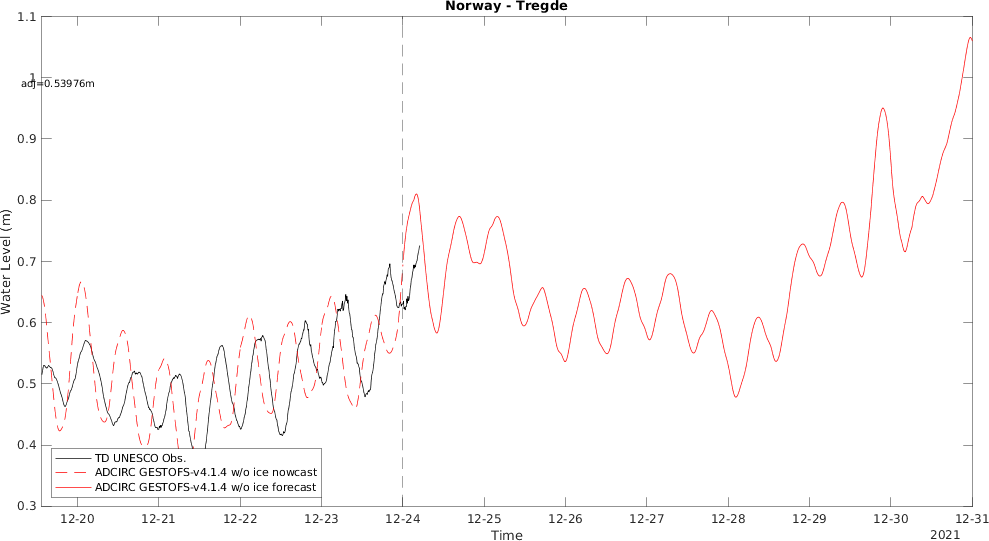 Norway - Tregde
1.1
1
adj=0.53976m
0.9
0.8
0.7
0.6
0.5
0.4
0.3
Water Level (m)
TD UNESCO Obs.
ADCIRC GESTOFS-v4.1.4 w/o ice nowcast
ADCIRC GESTOFS-v4.1.4 w/o ice forecast
12-20 12-21 12-22 12-23 12-24 12-25 12-26 12-27 12-28 12-29 12-30 12-31
Time
2021